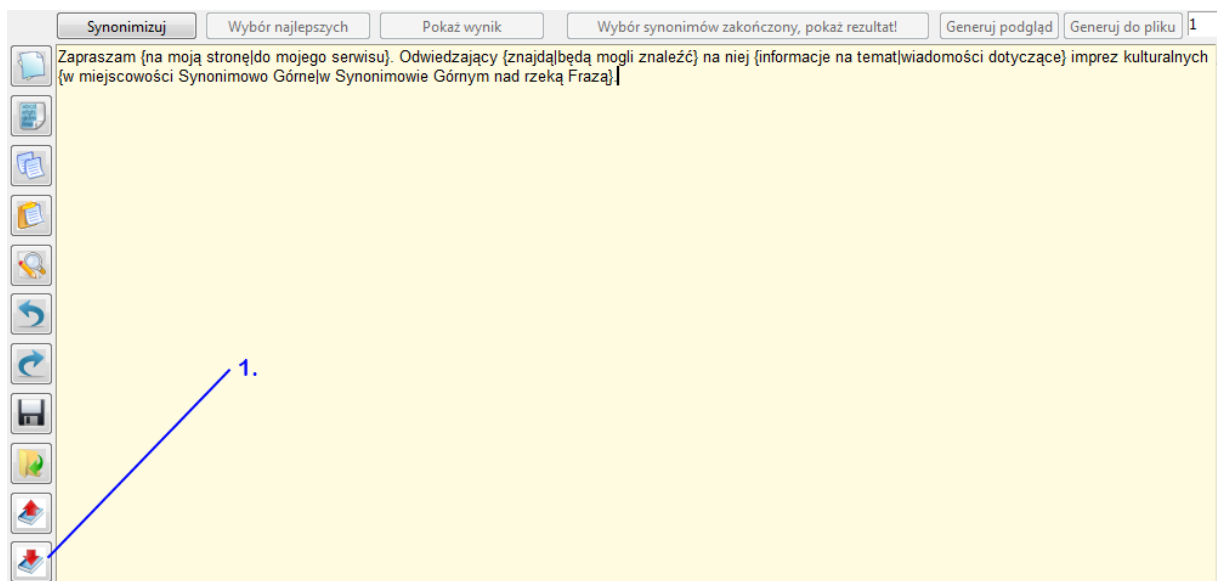 Synonimizuj Wybór najlepszych Pokaż wynik Wybór synonimów zakończony, pokaż rezultat! Generuj podgląd Generuj do pliku 1
Zapraszam {na moją stronę|do mojego serwisu}. Odwiedzający {znajdą|będą mogli znaleźć} na niej {informacje na temat|wiadomości dotyczące} imprez kulturalnych
{w miejscowości Synonimowo Górne|w Synonimowie Górnym nad rzeką Frazą}.
1.